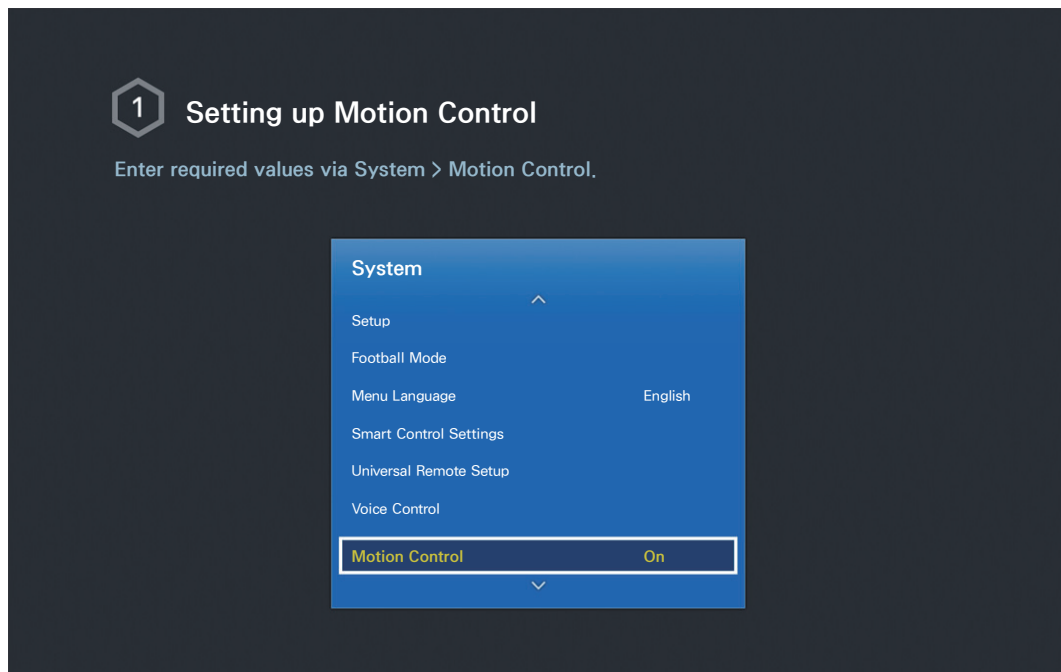 1 Setting up Motion Control
Enter required values via System > Motion Control.
System
Setup
Football Mode
Menu Language English
Smart Control Settings
Universal Remote Setup
Voice Control
Motion Control On